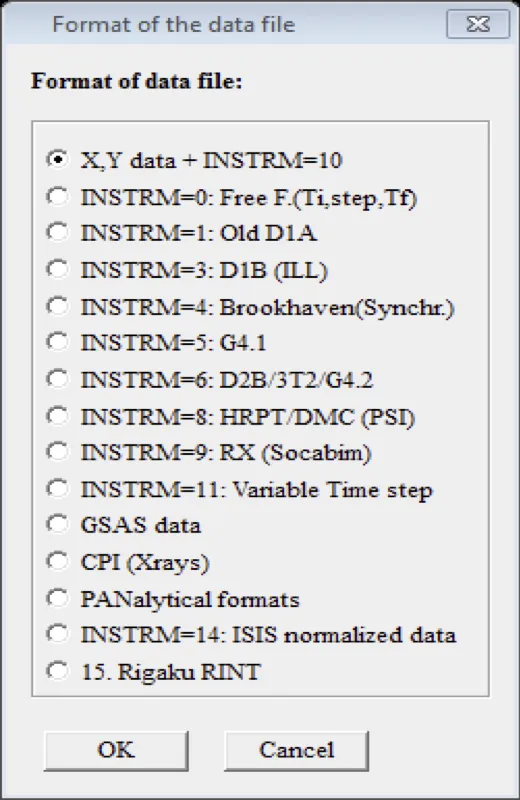 Format of the data file
Format of data file:
X,Y data + INSTRM=10
INSTRM=0: Free F.(Ti,step,Tf)
INSTRM=1: Old D1A
INSTRM=3: D1B (ILL)
INSTRM=4: Brookhaven(Synchr.)
INSTRM=5: G4.1
INSTRM=6: D2B/3T2/G4.2
INSTRM=8: HRPT/DMC (PSI)
INSTRM=9: RX (Socabim)
INSTRM=11: Variable Time step
GSAS data
CPI (Xrays)
PANalytical formats
INSTRM=14: ISIS normalized data
15. Rigaku RINT
OK Cancel